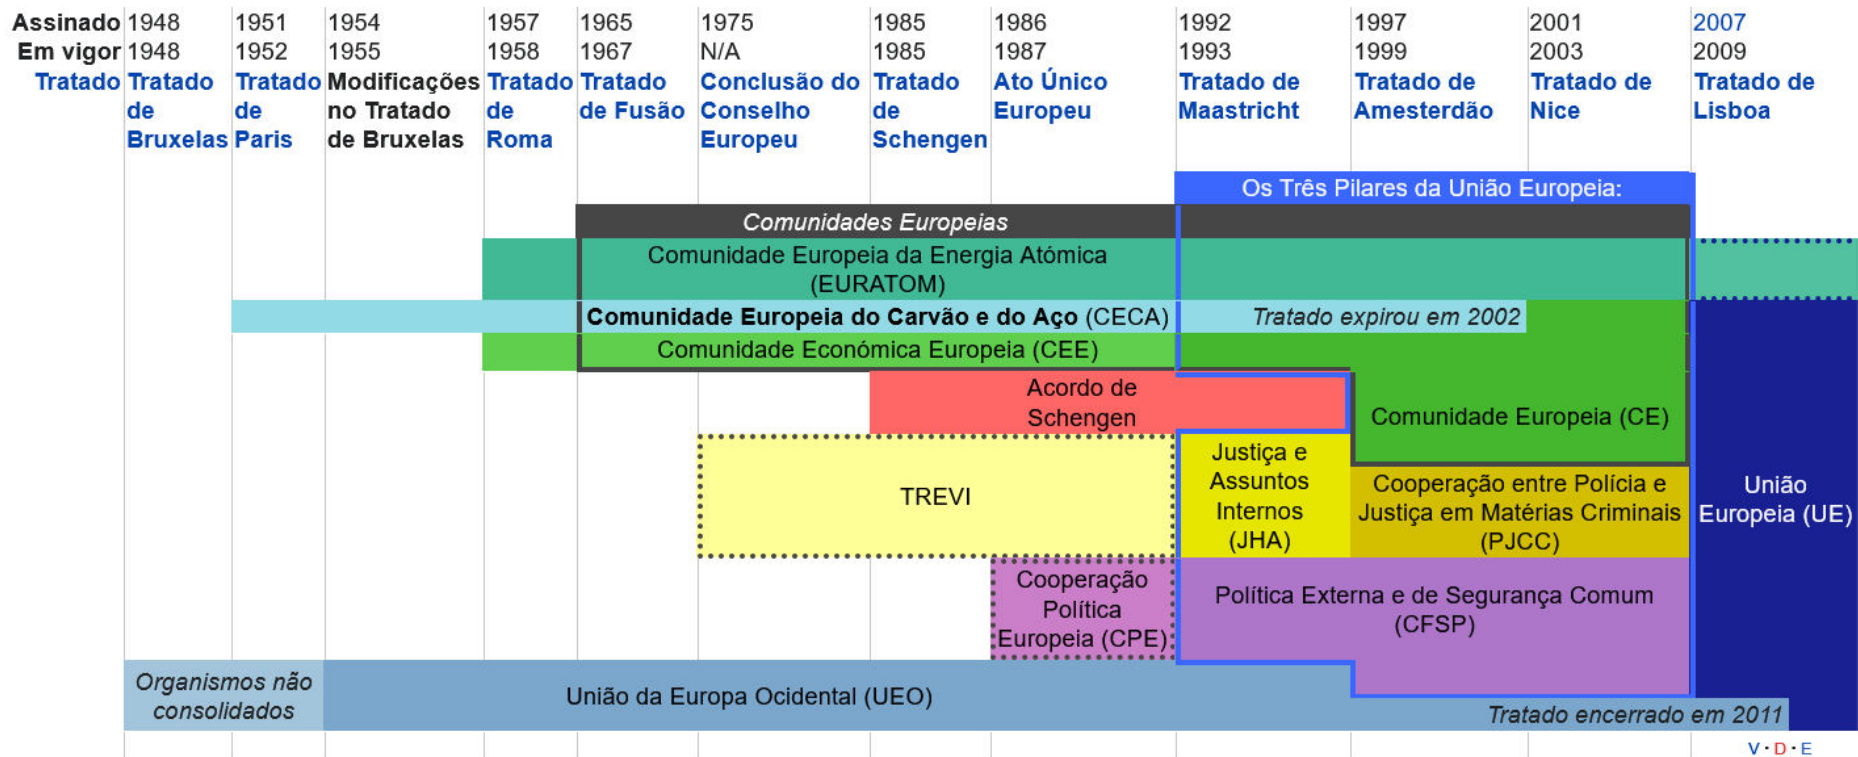 Assinado 1948 1951 1954 1957 1965 1975 1985 1986 1992 1997 2001 2007
Em vigor 1948 1952 1955 1958 1967 N/A 1985 1987 1993 1999 2003 2009
Tratado Tratado Tratado Modificações Tratado Tratado Conclusão do Tratado Ato Único Tratado de Tratado de Tratado de Tratado de
de de no Tratado de de Fusão Conselho de Europeu Maastricht Amesterdão Nice Lisboa
Bruxelas Paris de Bruxelas Roma Europeu Schengen
Os Três Pilares da União Europeia:
Comunidades Europeias
Comunidade Europeia da Energia Atómica
(EURATOM)
Comunidade Europeia do Carvão e do Aço (CECA) Tratado expirou em 2002
Comunidade Económica Europeia (CEE)
Acordo de
Schengen
Comunidade Europeia (CE)
TREVI
Justiça e
Assuntos
Internos
(JHA)
Cooperação entre Polícia e
Justiça em Matérias Criminais
(PJCC)
União
Europeia (UE)
Cooperação
Política
Europeia (CPE)
Política Externa e de Segurança Comum
(CFSP)
Organismos não
consolidados
União da Europa Ocidental (UEO)
Tratado encerrado em 2011
V · D · E